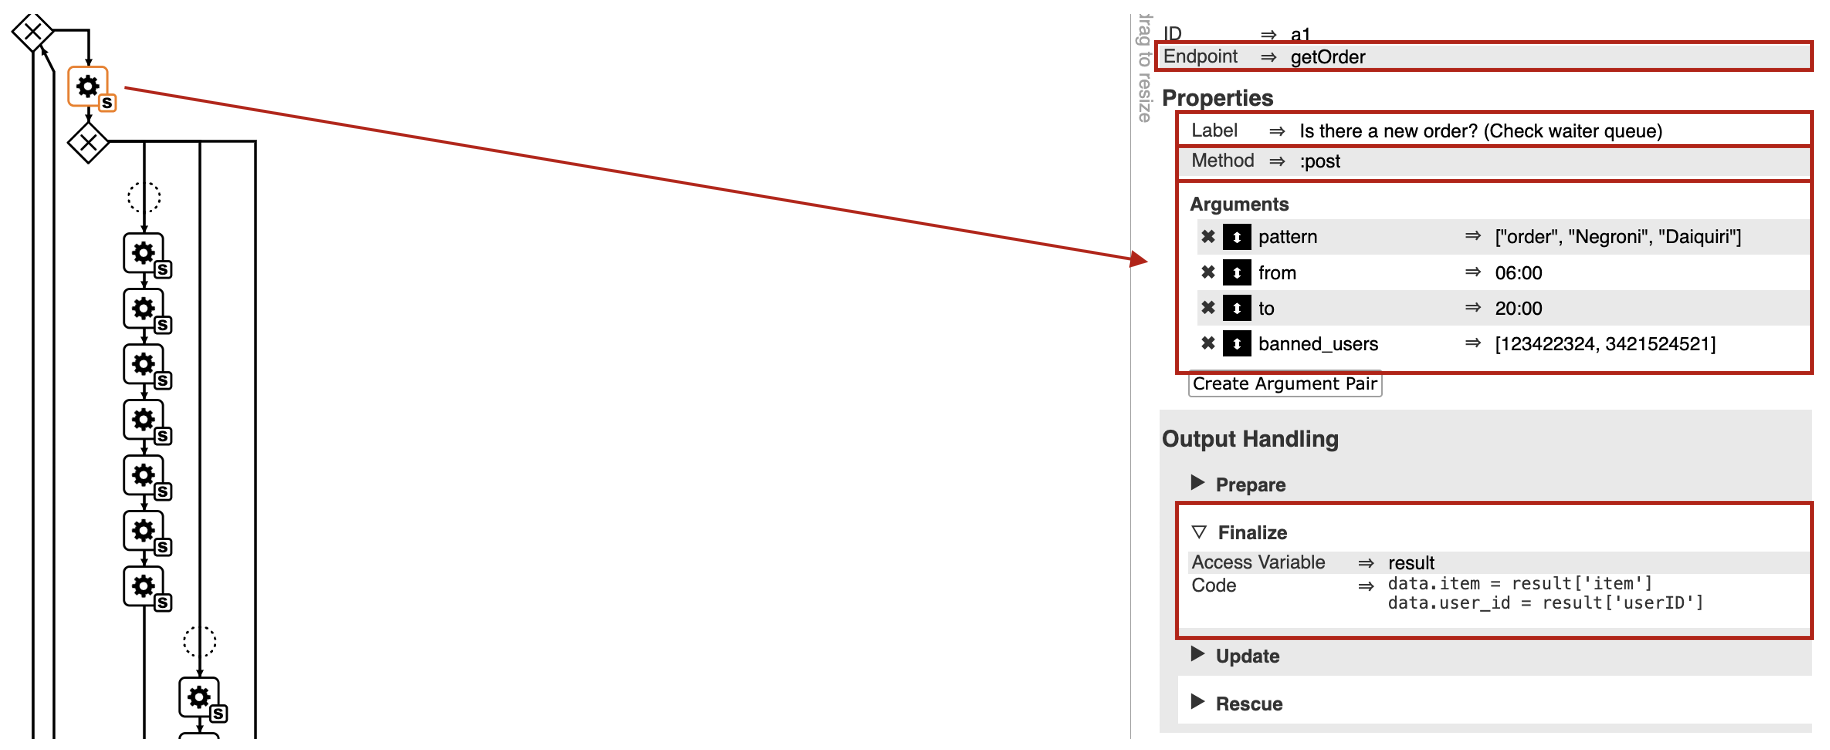 drag to resize
ID ⇒ a1
Endpoint ⇒ getOrder
Properties
Label ⇒ Is there a new order? (Check waiter queue)
Method ⇒ :post
Arguments
✖ pattern ⇒ ["order", "Negroni", "Daiquiri"]
✖ from ⇒ 06:00
✖ to ⇒ 20:00
✖ banned_users ⇒ [123422324, 3421524521]
Create Argument Pair
Output Handling
▶ Prepare
▽ Finalize
Access Variable ⇒ result
Code ⇒ data.item = result['item']
data.user_id = result['userID']
▶ Update
▶ Rescue
S
S
S
S
S
S
S
S
S